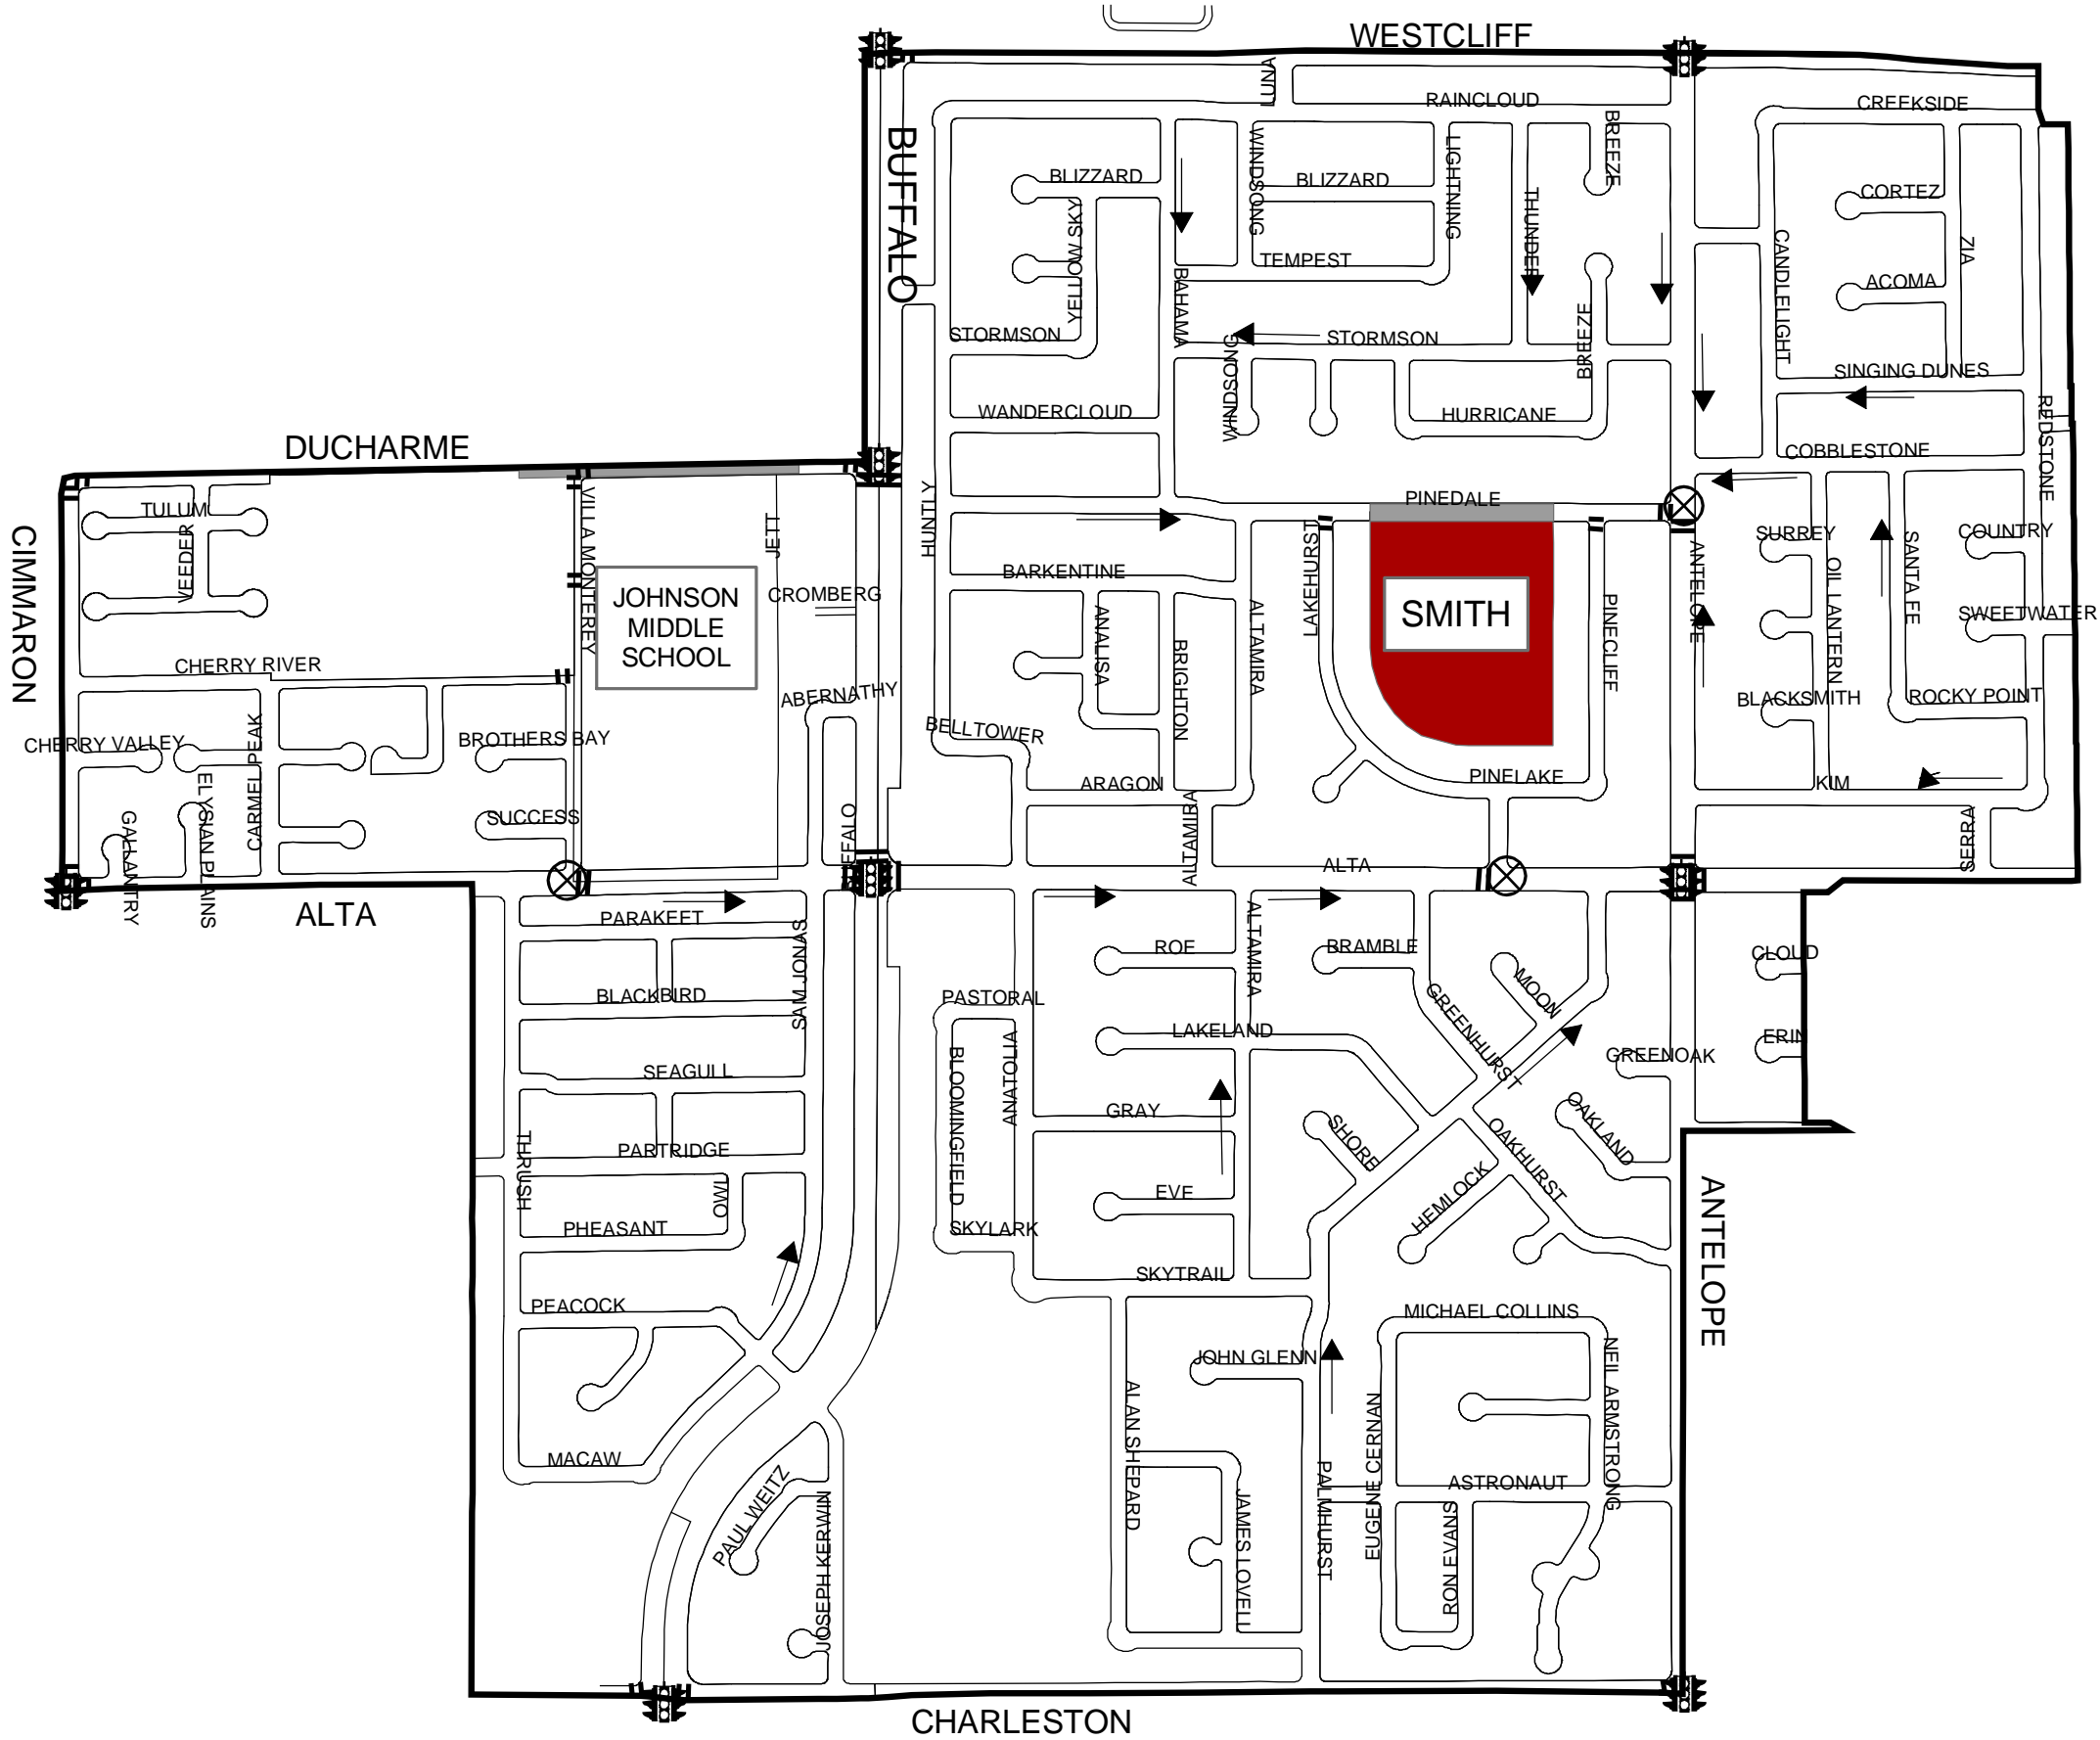 WESTCLIFF
LUNA
RAINCLOUD
CREEKSIDE
BUFFALO
BREEZE
WINDSONG
LIGHTNING
BLIZZARD
BLIZZARD
CORTEZ
YELLOW SKY
THUNDER
TEMPEST
CANDLELIGHT
ZIA
ACOMA
BAHAMA
STORMSON
STORMSON
WINDSONG
BREEZE
SINGING DUNES
WANDERCLOUD
HURRICANE
REDSTONE
DUCHARME
COBBLESTONE
HUNTLY
PINEDALE
TULUM
VEEDER
VILLA MONTEREY
JETT
CIMMARON
LAKEHURST
SURREY
COUNTRY
SANTA FE
ANTELOPE
OIL LANTERN
BARKENTINE
JOHNSON
MIDDLE
SCHOOL
CROMBERG
SMITH
ANALISA
ALTAMIRA
PINECLIFF
SWEETWATER
BRIGHTON
CHERRY RIVER
ABERNATHY
BLACKSMITH
ROCKY POINT
BELLTOWER
CHERRY VALLEY
CARMEL PEAK
BROTHERS BAY
ELYSIAN PLAINS
ARAGON
PINELAKE
KIM
GALLANTRY
SUCCESS
ALTAMIRA
SERRA
ALTA
ALTA
PARAKEET
SAM JONAS
ROE
ALTAMIRA
BRAMBLE
CLOUD
MOON
BLACKBIRD
PASTORAL
GREENHURST
LAKELAND
ERIN
GREENOAK
SEAGULL
BLOOMINGFIELD
ANATOLIA
GRAY
OAKLAND
SHORE
OAKHURST
THRUSH
PARTRIDGE
HEMLOCK
OWL
EVE
ANTELOPE
PHEASANT
SKYLARK
SKYTRAIL
PEACOCK
MICHAEL COLLINS
JOHN GLENN
NEIL ARMSTRONG
ALAN SHEPARD
EUGENE CERNAN
MACAW
PAUL WEITZ
ASTRONAUT
PALMHURST
JOSEPH KERWIN
JAMES LOVELL
RON EVANS
CHARLESTON